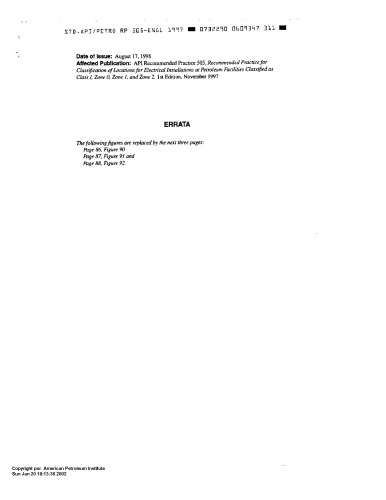 STD.API/PETRO RP 505-ENGL 1997 ■ 0732290 0609347 311 ■
Date of Issue: August 17, 1998
Affected Publication: API Recommended Practice 505, Recommended Practice for
Classification of Locations for Electrical Installations at Petroleum Facilities Classified as
Class I, Zone 0, Zone 1, and Zone 2, 1st Edition, November 1997
ERRATA
The following figures are replaced by the next three pages:
Page 86, Figure 90
Page 87, Figure 91 and
Page 88, Figure 92
Copyright por American Petroleum Institute
Sun Jan 20 18:13:38 2002